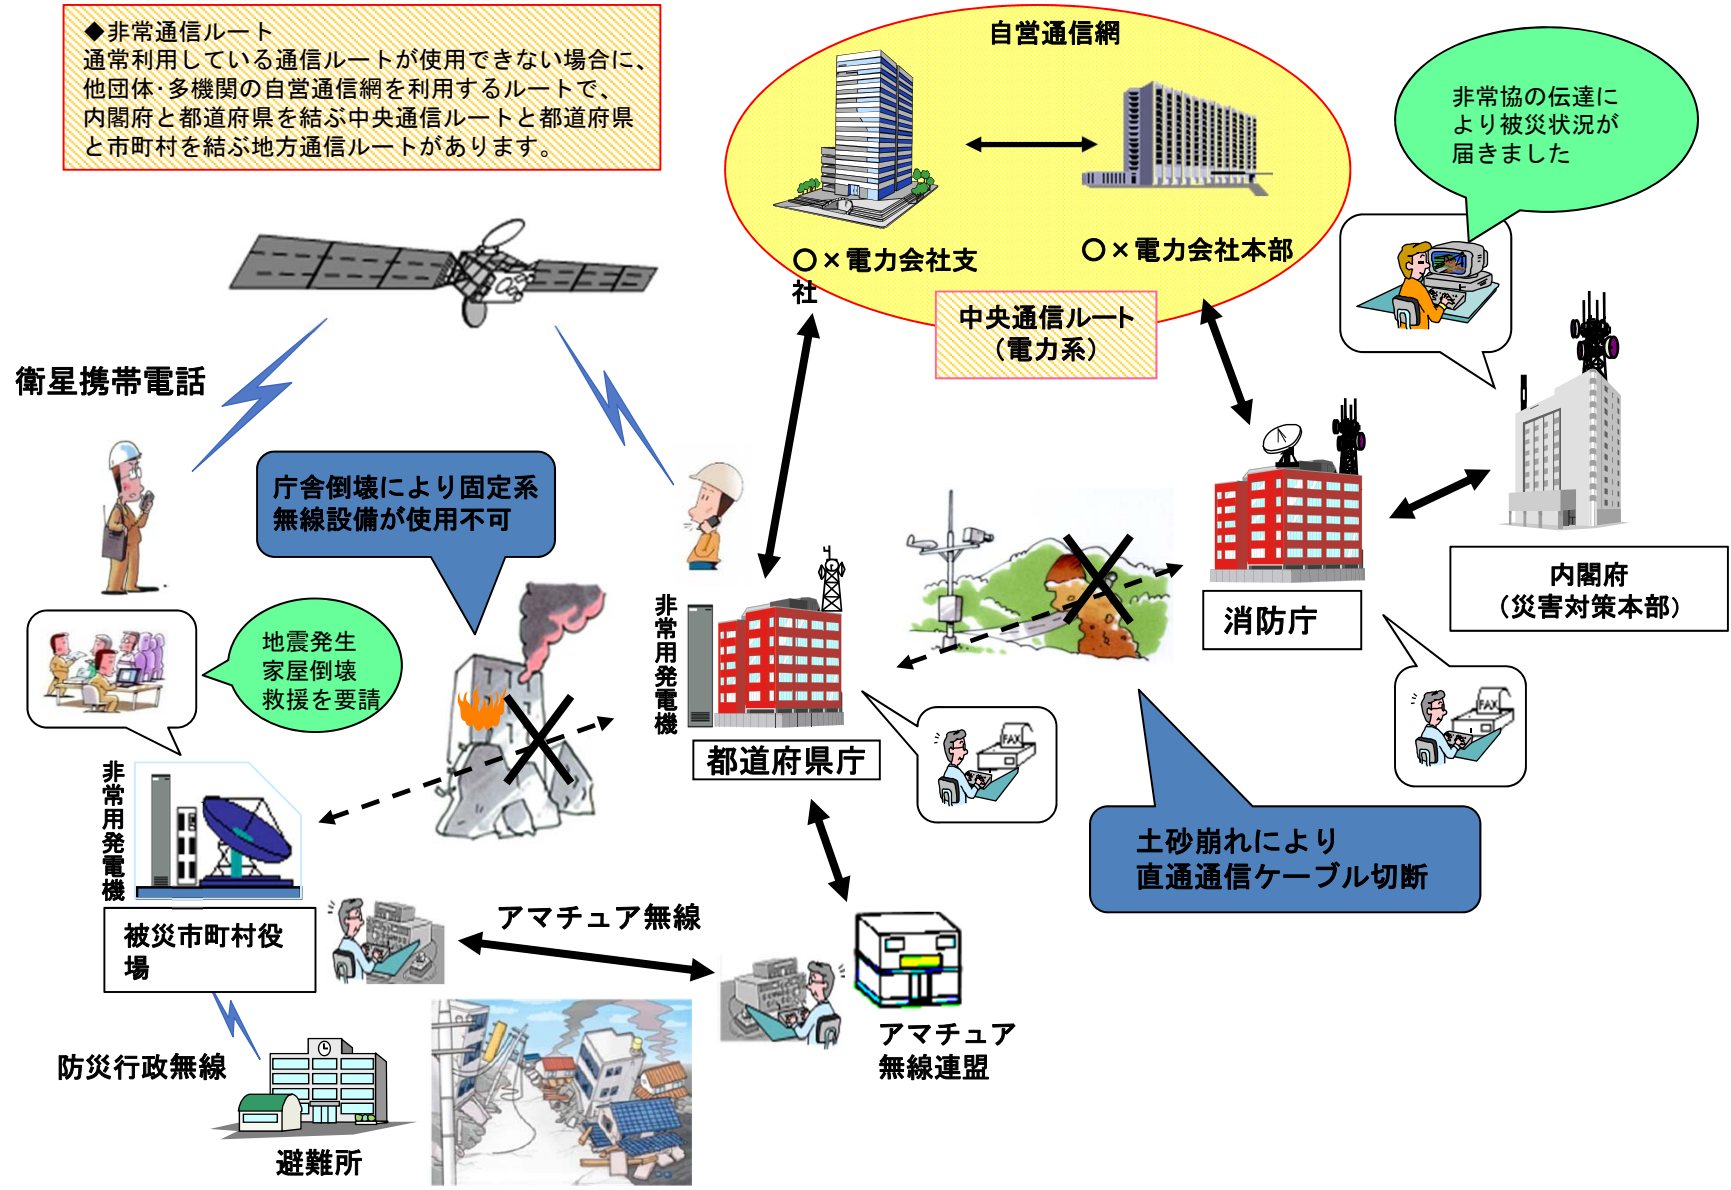 ◆非常通信ルート
通常利用している通信ルートが使用できない場合に、
他団体・多機関の自営通信網を利用するルートで、
内閣府と都道府県を結ぶ中央通信ルートと都道府県
と市町村を結ぶ地方通信ルートがあります。
自営通信網
〇×電力会社支
社
〇×電力会社本部
中央通信ルート
（電力系）
非常協の伝達に
より被災状況が
届きました
衛星携帯電話
庁舎倒壊により固定系
無線設備が使用不可
地震発生
家屋倒壊
救援を要請
非常用発電機
都道府県庁
消防庁
内閣府
（災害対策本部）
FAX
FAX
土砂崩れにより
直通通信ケーブル切断
非常用発電機
被災市町村役
場
アマチュア無線
アマチュア
無線連盟
防災行政無線
避難所